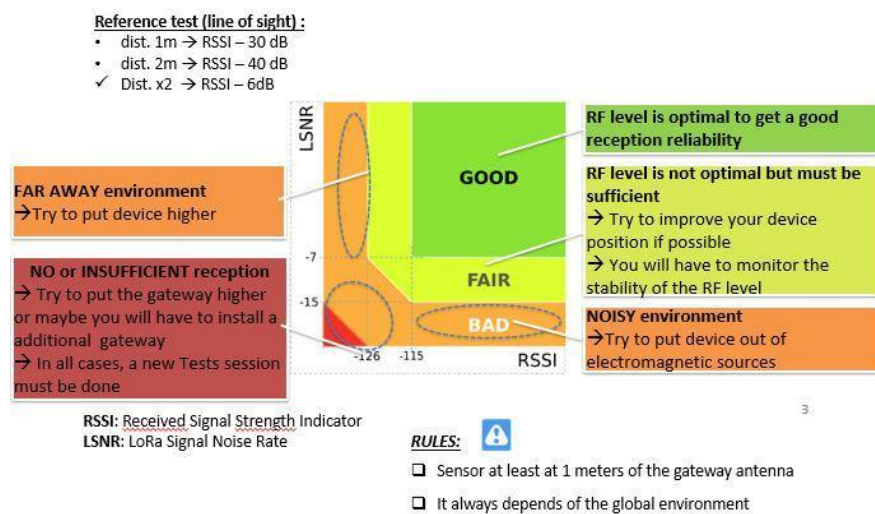 Reference test (line of sight) :
• dist. 1m → RSSI – 30 dB
• dist. 2m → RSSI – 40 dB
✓ Dist. x2 → RSSI – 6dB
LSNR
GOOD
-7
FAIR
-15
BAD
-126
-115
RSSI
FAR AWAY environment
→Try to put device higher
NO or INSUFFICIENT reception
→ Try to put the gateway higher
or maybe you will have to install a
additional gateway
→ In all cases, a new Tests session
must be done
RF level is optimal to get a good
reception reliability
RF level is not optimal but must be
sufficient
→ Try to improve your device
position if possible
→ You will have to monitor the
stability of the RF level
NOISY environment
→Try to put device out of
electromagnetic sources
3
RSSI: Received Signal Strength Indicator
LSNR: LoRa Signal Noise Rate
RULES:
❑ Sensor at least at 1 meters of the gateway antenna
❑ It always depends of the global environment